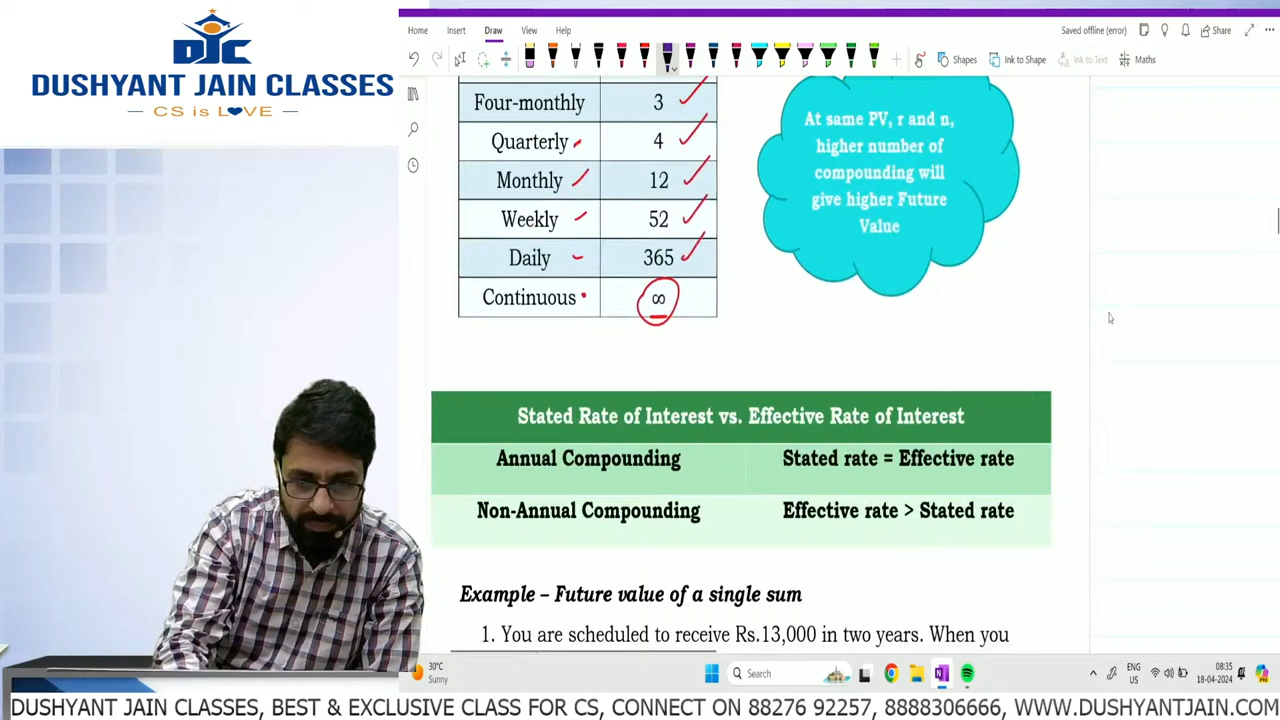 DJC
DUSHYANT JAIN CLASSES
CS is L VE
Home Insert Draw View Help
Saved offline (error)
Share
Shapes
Ink to Shape
Ink to Text
Maths
Four-monthly 3
Quarterly 4
Monthly 12
Weekly 52
Daily 365
Continuous ∞
At same PV, r and n,
higher number of
compounding will
give higher Future
Value
Stated Rate of Interest vs. Effective Rate of Interest
Annual Compounding Stated rate = Effective rate
Non-Annual Compounding Effective rate > Stated rate
Example – Future value of a single sum
1. You are scheduled to receive Rs.13,000 in two years. When you
30°C
Sunny
Search
ENG
US
08:35
18-04-2024
DUSHYANT JAIN CLASSES, BEST & EXCLUSIVE CLASS FOR CS, CONNECT ON 88276 92257, 8888306666, WWW.DUSHYANTJAIN.COM